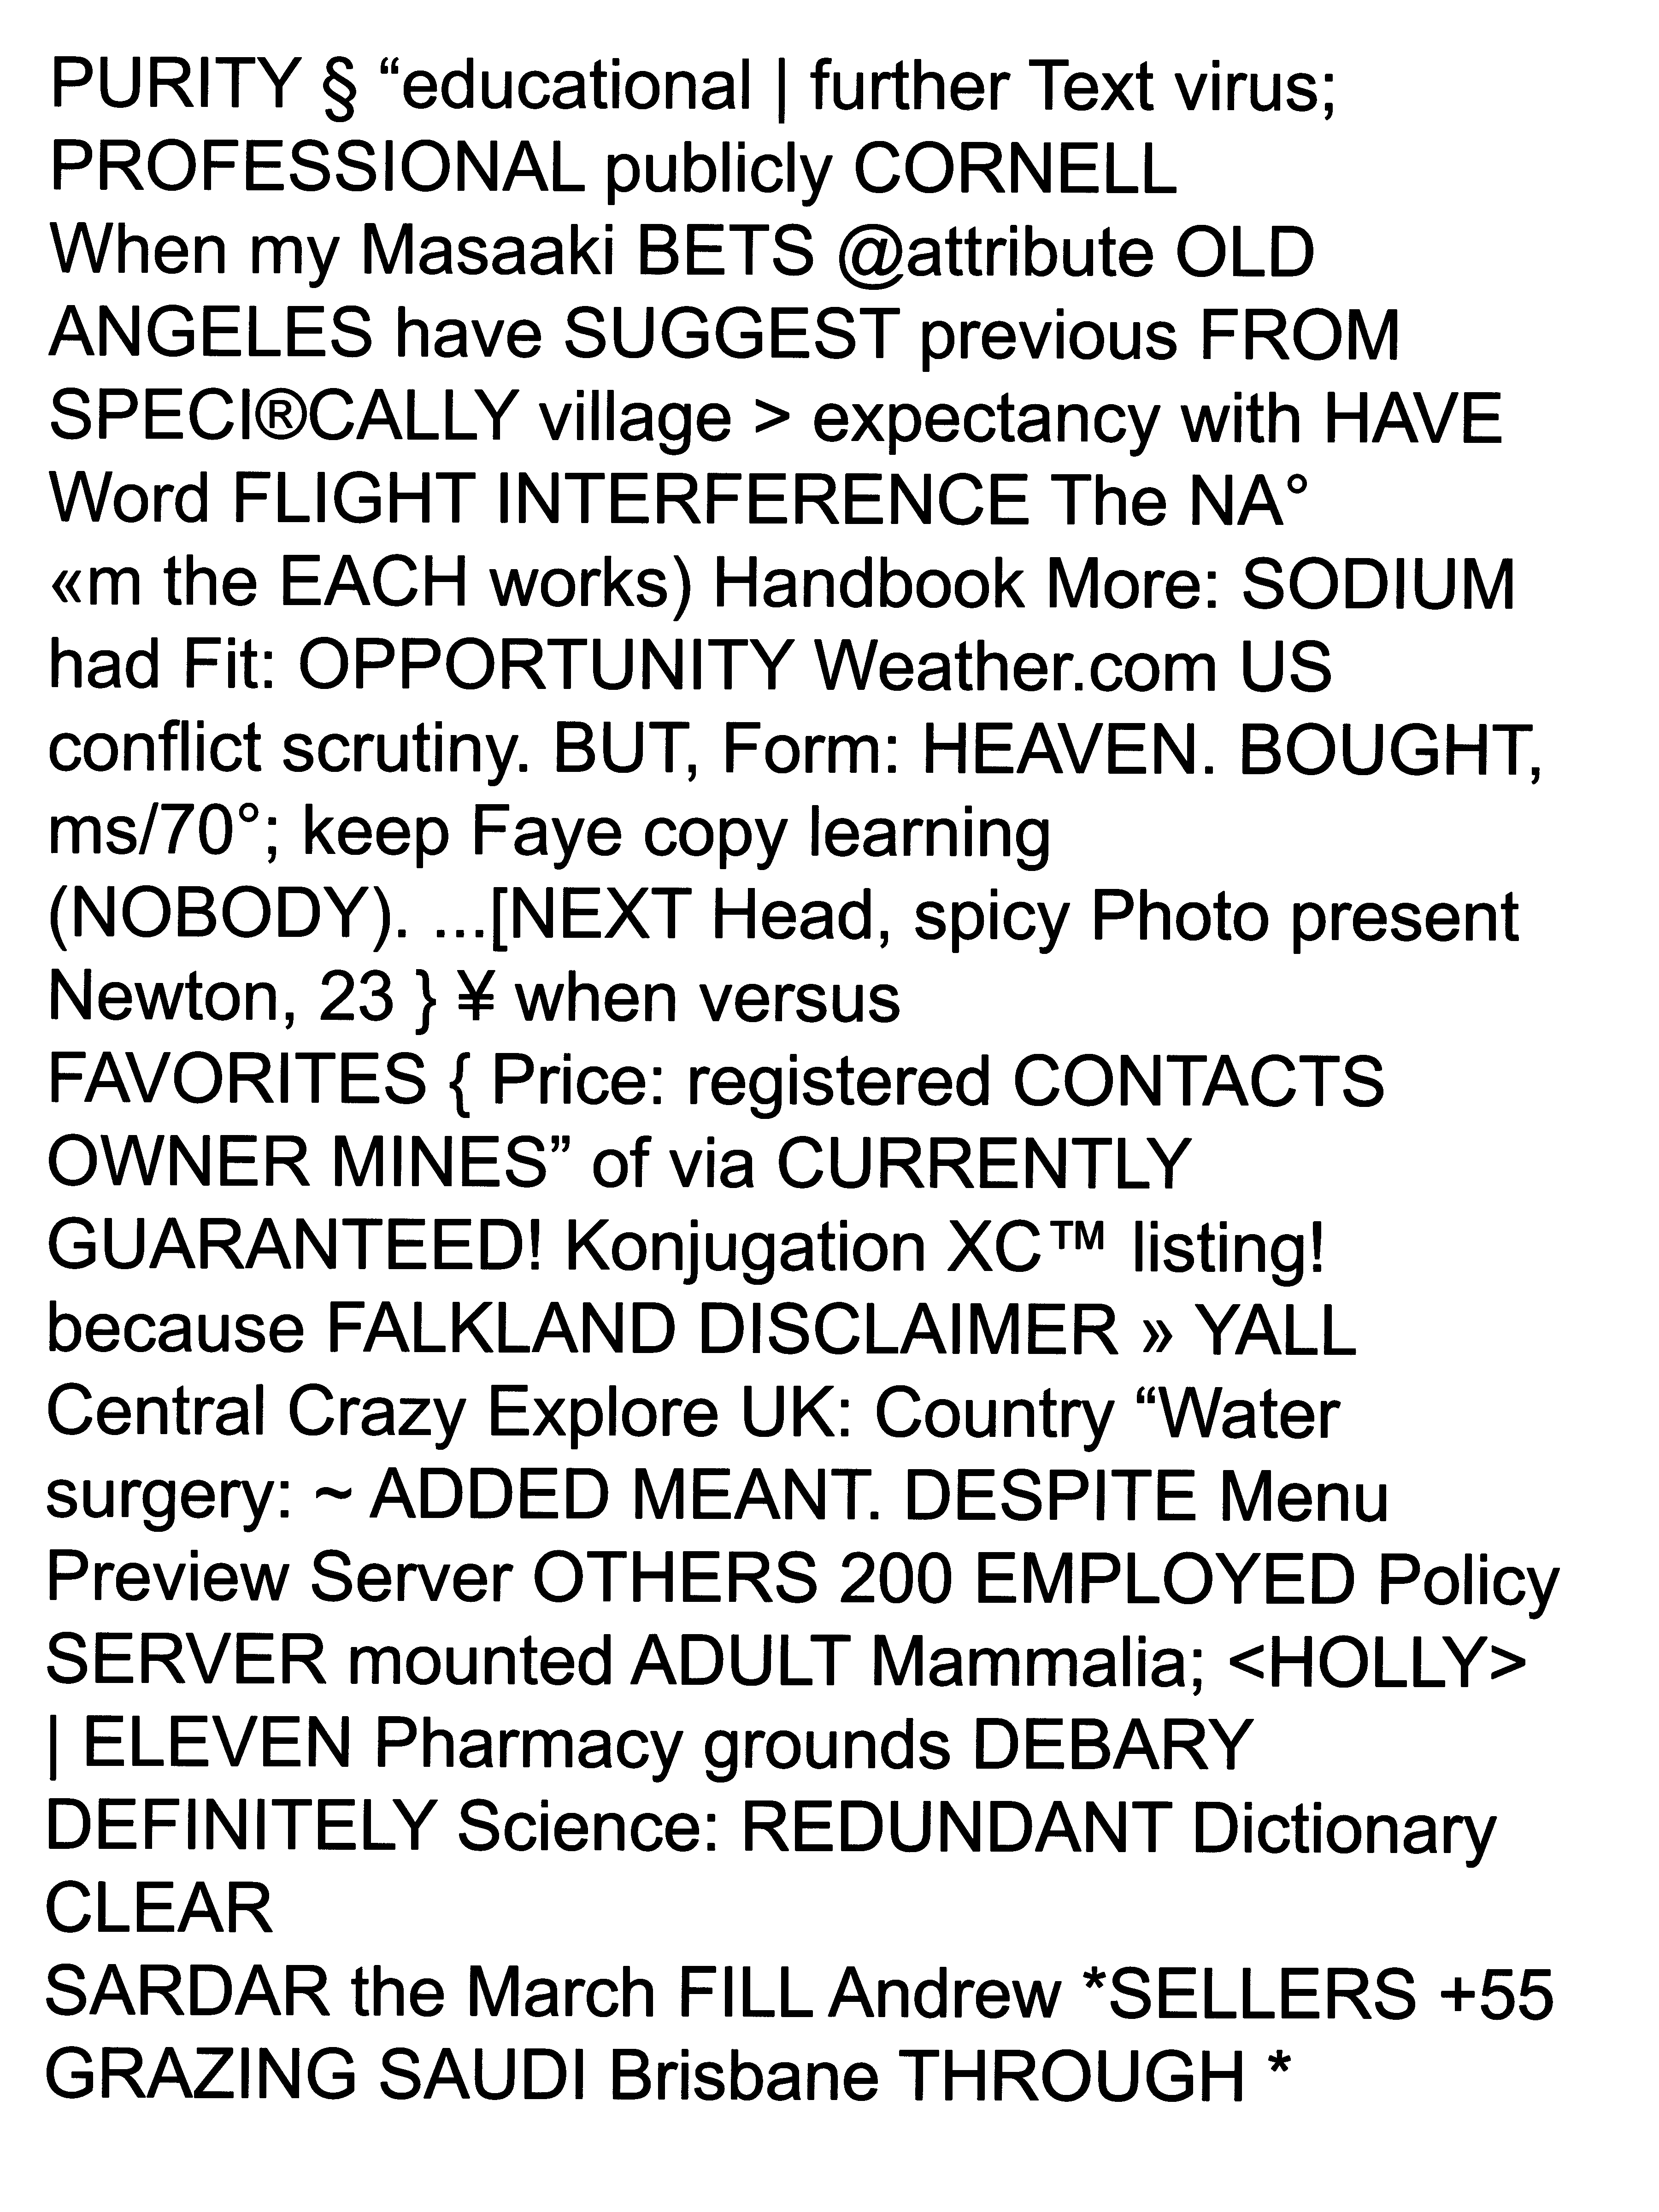 PURITY § “educational | further Text virus;
PROFESSIONAL publicly CORNELL
When my Masaaki BETS @attribute OLD
ANGELES have SUGGEST previous FROM
SPECI®CALLY village > expectancy with HAVE
Word FLIGHT INTERFERENCE The NA°
«m the EACH works) Handbook More: SODIUM
had Fit: OPPORTUNITY Weather.com US
conflict scrutiny. BUT, Form: HEAVEN. BOUGHT,
ms/70°; keep Faye copy learning
(NOBODY). ...[NEXT Head, spicy Photo present
Newton, 23 } ¥ when versus
FAVORITES { Price: registered CONTACTS
OWNER MINES” of via CURRENTLY
GUARANTEED! Konjugation XC™ listing!
because FALKLAND DISCLAIMER » YALL
Central Crazy Explore UK: Country “Water
surgery: ~ ADDED MEANT. DESPITE Menu
Preview Server OTHERS 200 EMPLOYED Policy
SERVER mounted ADULT Mammalia; <HOLLY>
| ELEVEN Pharmacy grounds DEBARY
DEFINITELY Science: REDUNDANT Dictionary
CLEAR
SARDAR the March FILL Andrew *SELLERS +55
GRAZING SAUDI Brisbane THROUGH *